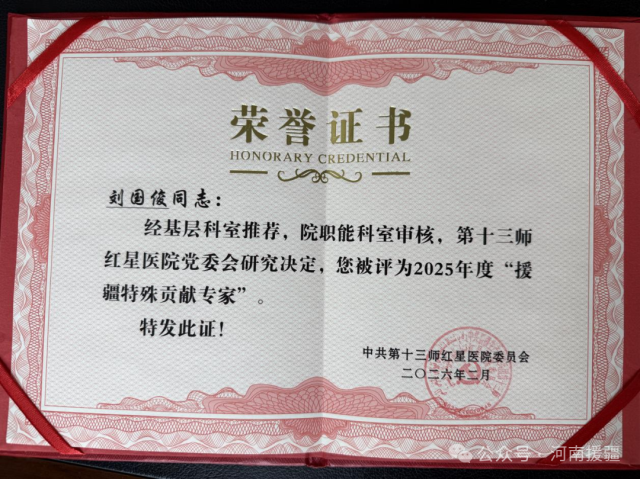 荣誉证书
HONORARY CREDENTIAL
刘国俊同志：
经基层科室推荐，院职能科室审核，第十三师
红星医院党委会研究决定，您被评为2025年度“援
疆特殊贡献专家”。
特发此证！
中共第十三师红星医院委员会
二〇二六年二月
公众号·河南援疆